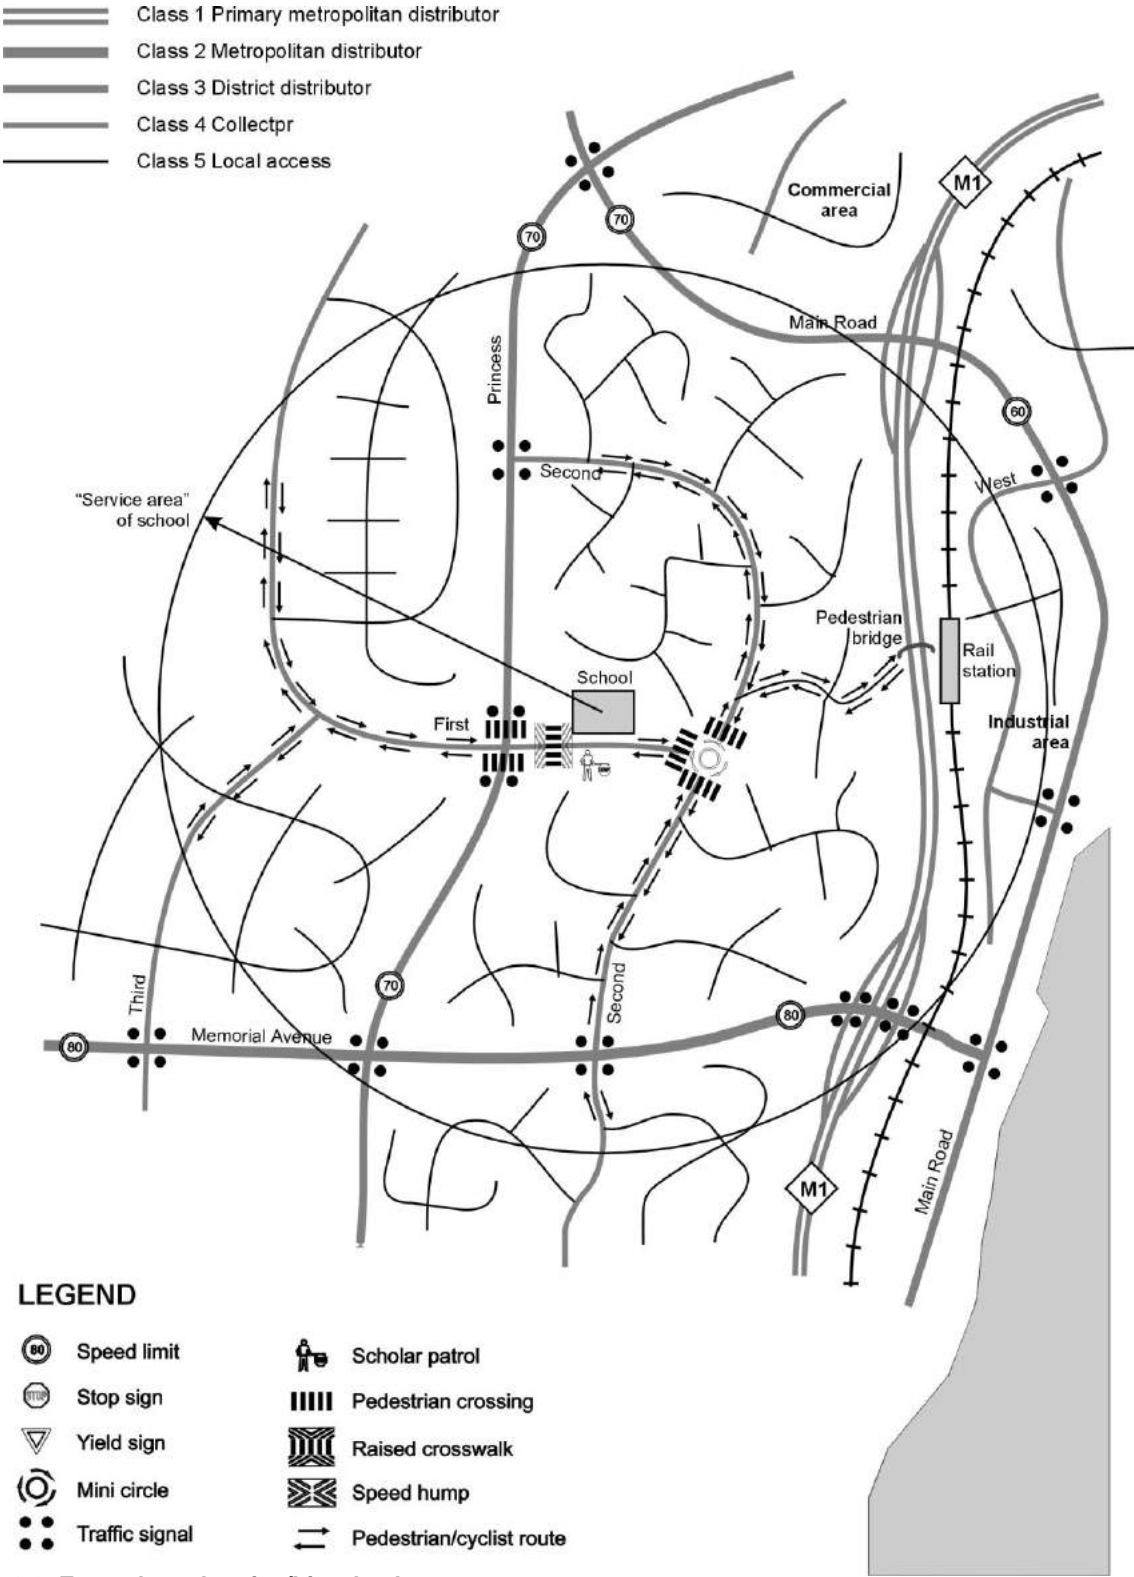 Class 1 Primary metropolitan distributor
Class 2 Metropolitan distributor
Class 3 District distributor
Class 4 Collectpr
Class 5 Local access
M1
Commercial
area
70
70
Main Road
Princess
60
Second
West
"Service area"
of school
Pedestrian
bridge
Rail
station
School
First
Industrial
area
Third
Second
70
80
80
Memorial Avenue
Main Road
M1
LEGEND
80 Speed limit
STOP Stop sign
Yield sign
Mini circle
Traffic signal
Scholar patrol
Pedestrian crossing
Raised crosswalk
Speed hump
Pedestrian/cyclist route